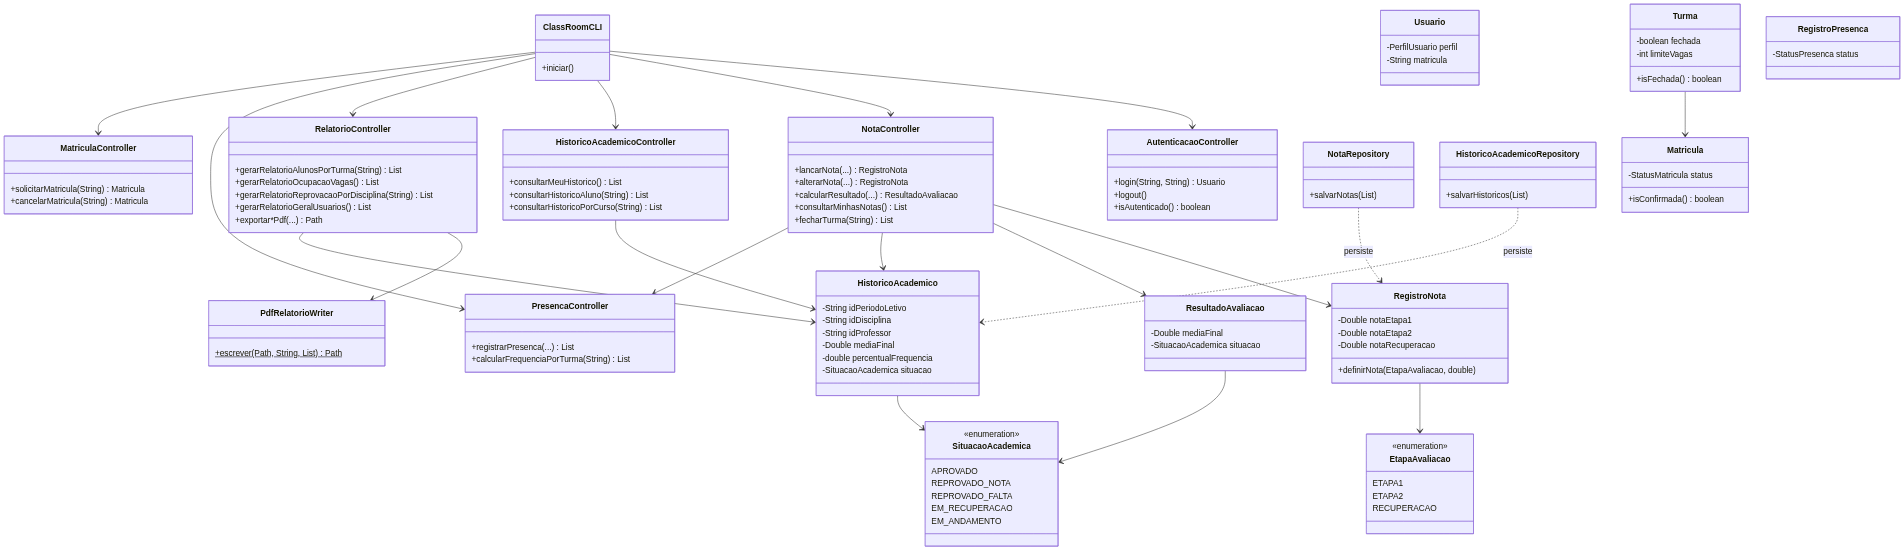 ClassRoomCLI
+iniciar()
Usuario
-PerfilUsuario perfil
-String matricula
Turma
-boolean fechada
-int limiteVagas
+isFechada() : boolean
RegistroPresenca
-StatusPresenca status
MatriculaController
+solicitarMatricula(String) : Matricula
+cancelarMatricula(String) : Matricula
RelatorioController
+gerarRelatorioAlunosPorTurma(String) : List
+gerarRelatorioOcupacaoVagas() : List
+gerarRelatorioReprovacaoPorDisciplina(String) : List
+gerarRelatorioGeralUsuarios() : List
+exportar*Pdf(...) : Path
HistoricoAcademicoController
+consultarMeuHistorico() : List
+consultarHistoricoAluno(String) : List
+consultarHistoricoPorCurso(String) : List
NotaController
+lancarNota(...) : RegistroNota
+alterarNota(...) : RegistroNota
+calcularResultado(...) : ResultadoAvaliacao
+consultarMinhasNotas() : List
+fecharTurma(String) : List
AutenticacaoController
+login(String, String) : Usuario
+logout()
+isAutenticado() : boolean
NotaRepository
+salvarNotas(List)
HistoricoAcademicoRepository
+salvarHistoricos(List)
Matricula
-StatusMatricula status
+isConfirmada() : boolean
persiste
persiste
PdfRelatorioWriter
+escrever(Path, String, List) : Path
PresencaController
+registrarPresenca(...) : List
+calcularFrequenciaPorTurma(String) : List
HistoricoAcademico
-String idPeriodoLetivo
-String idDisciplina
-String idProfessor
-Double mediaFinal
-double percentualFrequencia
-SituacaoAcademica situacao
ResultadoAvaliacao
-Double mediaFinal
-SituacaoAcademica situacao
RegistroNota
-Double notaEtapa1
-Double notaEtapa2
-Double notaRecuperacao
+definirNota(EtapaAvaliacao, double)
«enumeration»
SituacaoAcademica
APROVADO
REPROVADO_NOTA
REPROVADO_FALTA
EM_RECUPERACAO
EM_ANDAMENTO
«enumeration»
EtapaAvaliacao
ETAPA1
ETAPA2
RECUPERACAO